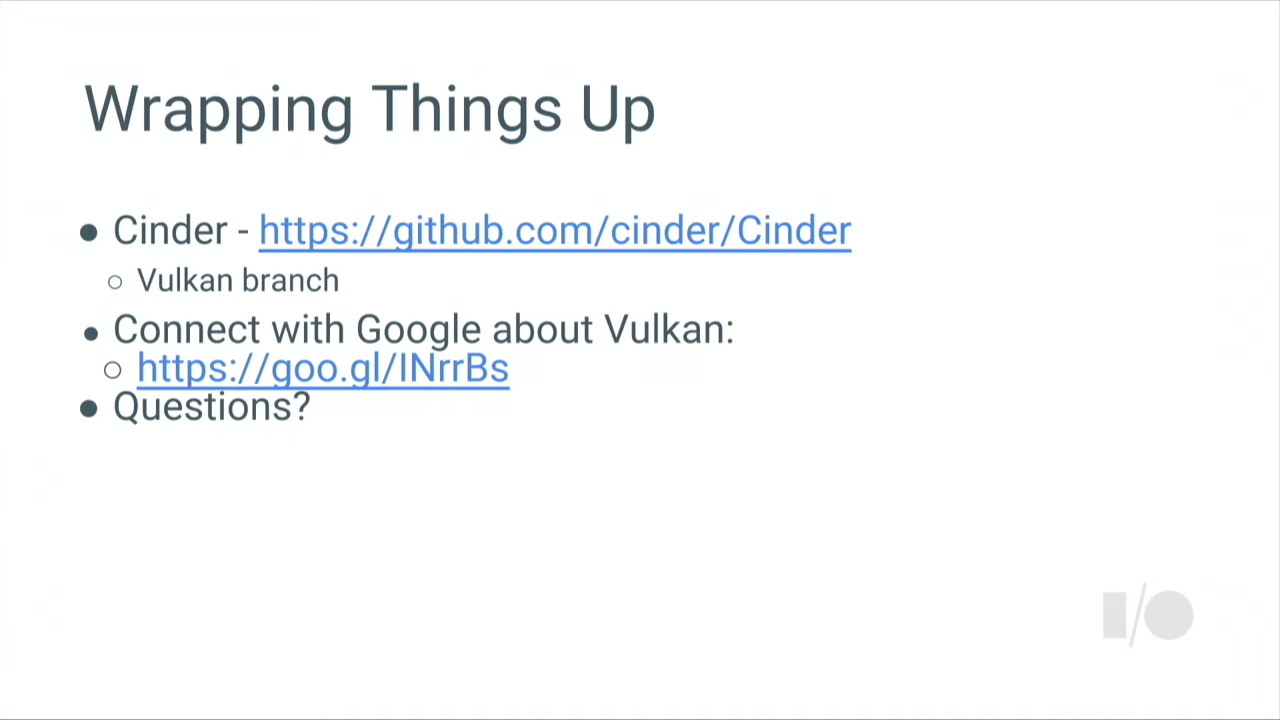 Wrapping Things Up
● Cinder - https://github.com/cinder/Cinder
○ Vulkan branch
● Connect with Google about Vulkan:
○ https://goo.gl/INrrBs
● Questions?
I/O